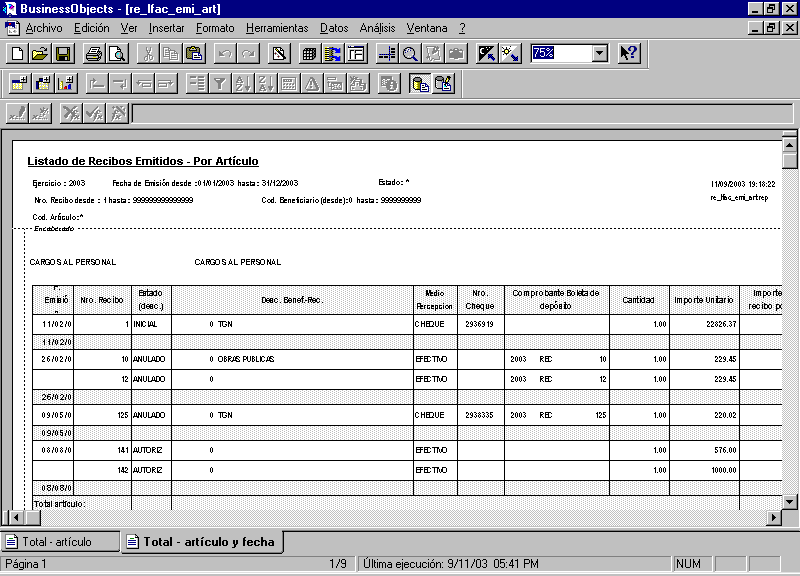 BusinessObjects - [re_lfac_emi_art]
Archivo Edición Ver Insertar Formato Herramientas Datos Análisis Ventana ?
75%
Listado de Recibos Emitidos - Por Artículo
Ejercicio : 2003 Fecha de Emisión desde :01/01/2003 hasta: 31/12/2003 Estado: * 11/09/2003 19:18:22
Nro. Recibo desde : 1 hasta: 999999999999999 Cod. Beneficiario (desde):0 hasta: 9999999999 re_lfac_emi_art.rep
Cod. Artículo:*
Encabezado
CARGOS AL PERSONAL CARGOS AL PERSONAL
Emisió Nro. Recibo Estado (desc.) Desc. Benef.-Rec. Medio Percepcion Nro. Cheque Comprobante Boleta de depósito Cantidad Importe Unitario Importe recibo po
11/02/0 1 INICIAL 0 TGN CHEQUE 2936919 1.00 22826.37
11/02/0
26/02/0 10 ANULADO 0 OBRAS PUBLICAS EFECTIVO 2003 REC 10 1.00 229.45
12 ANULADO 0 EFECTIVO 2003 REC 12 1.00 229.45
26/02/0
09/05/0 125 ANULADO 0 TGN CHEQUE 2938335 2003 REC 125 1.00 220.02
09/05/0
08/08/0 141 AUTORIZ 0 EFECTIVO 1.00 576.00
142 AUTORIZ 0 EFECTIVO 1.00 1000.00
08/08/0
Total artículo:
Total - artículo Total - artículo y fecha
Página 1 1/9 Última ejecución: 9/11/03 05:41 PM NUM